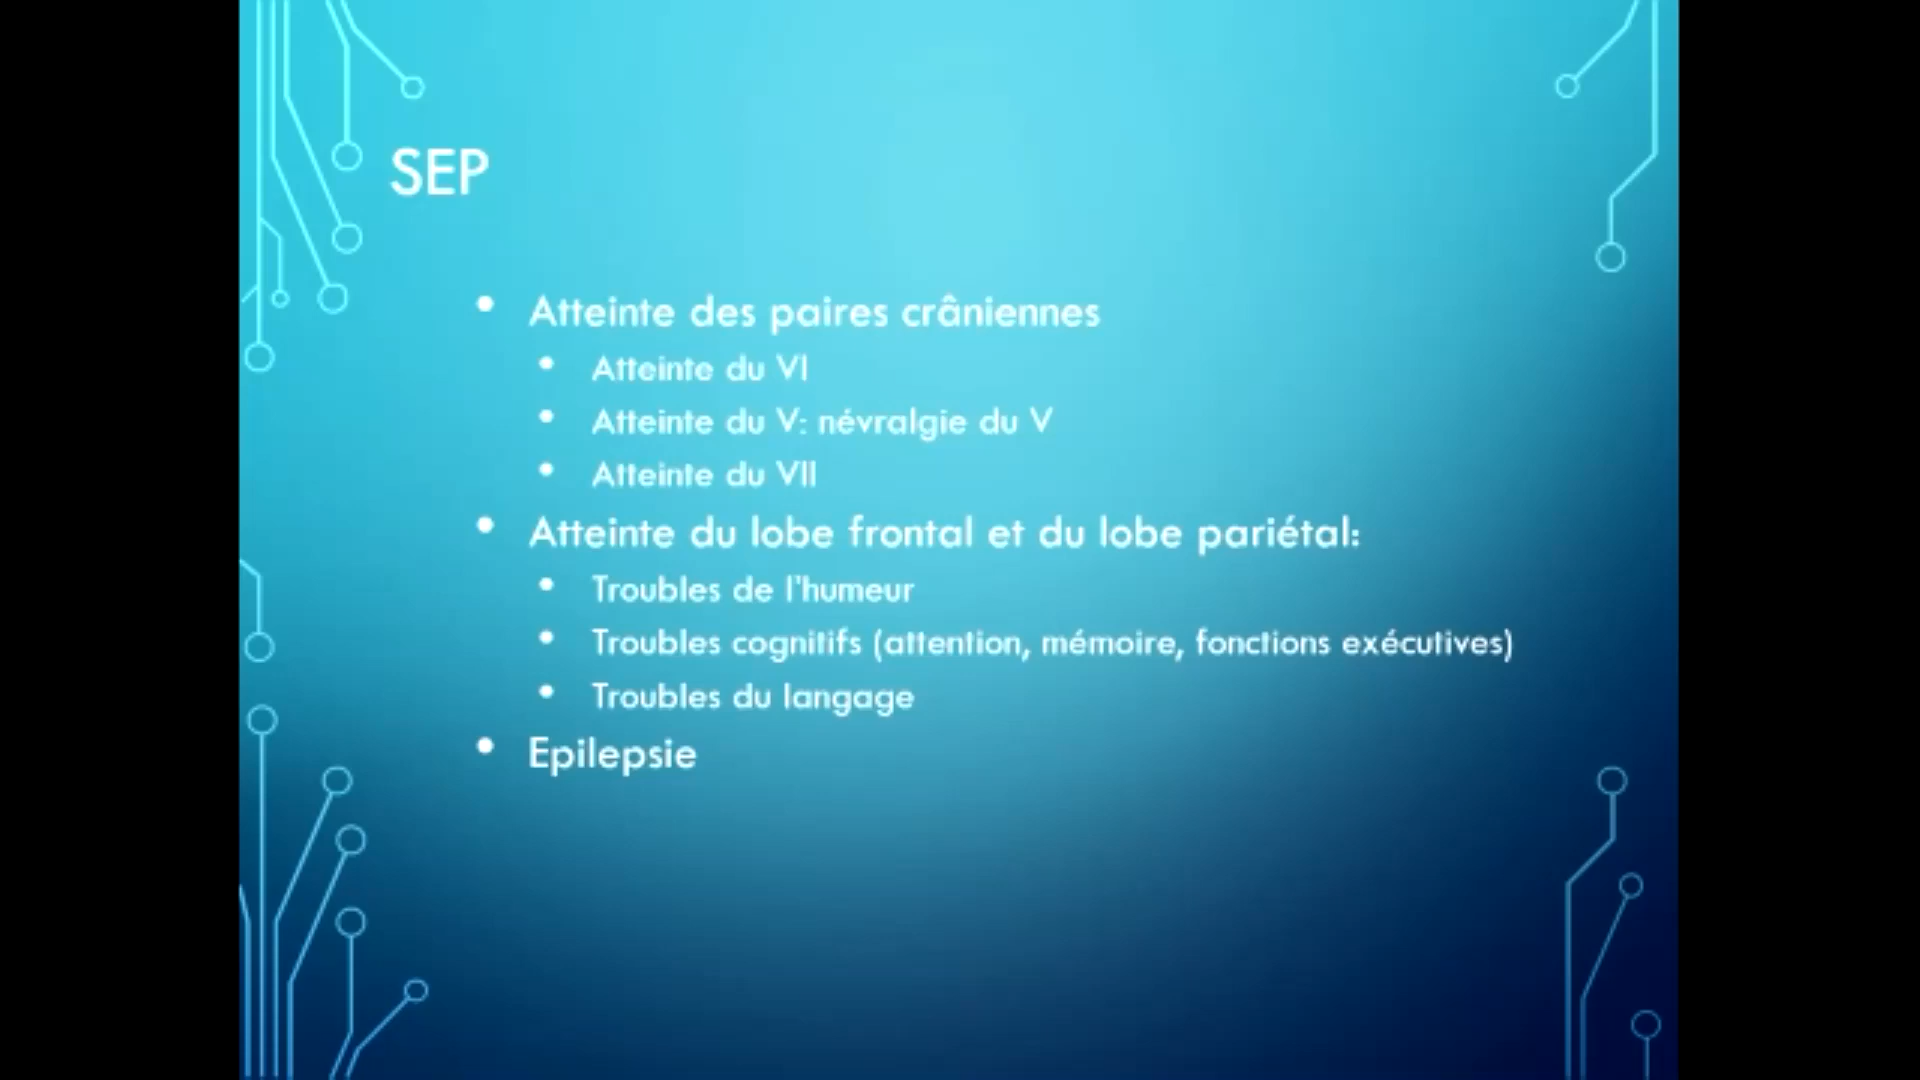 SEP
• Atteinte des paires crâniennes
• Atteinte du VI
• Atteinte du V: névralgie du V
• Atteinte du VII
• Atteinte du lobe frontal et du lobe pariétal:
• Troubles de l'humeur
• Troubles cognitifs (attention, mémoire, fonctions exécutives)
• Troubles du langage
• Epilepsie